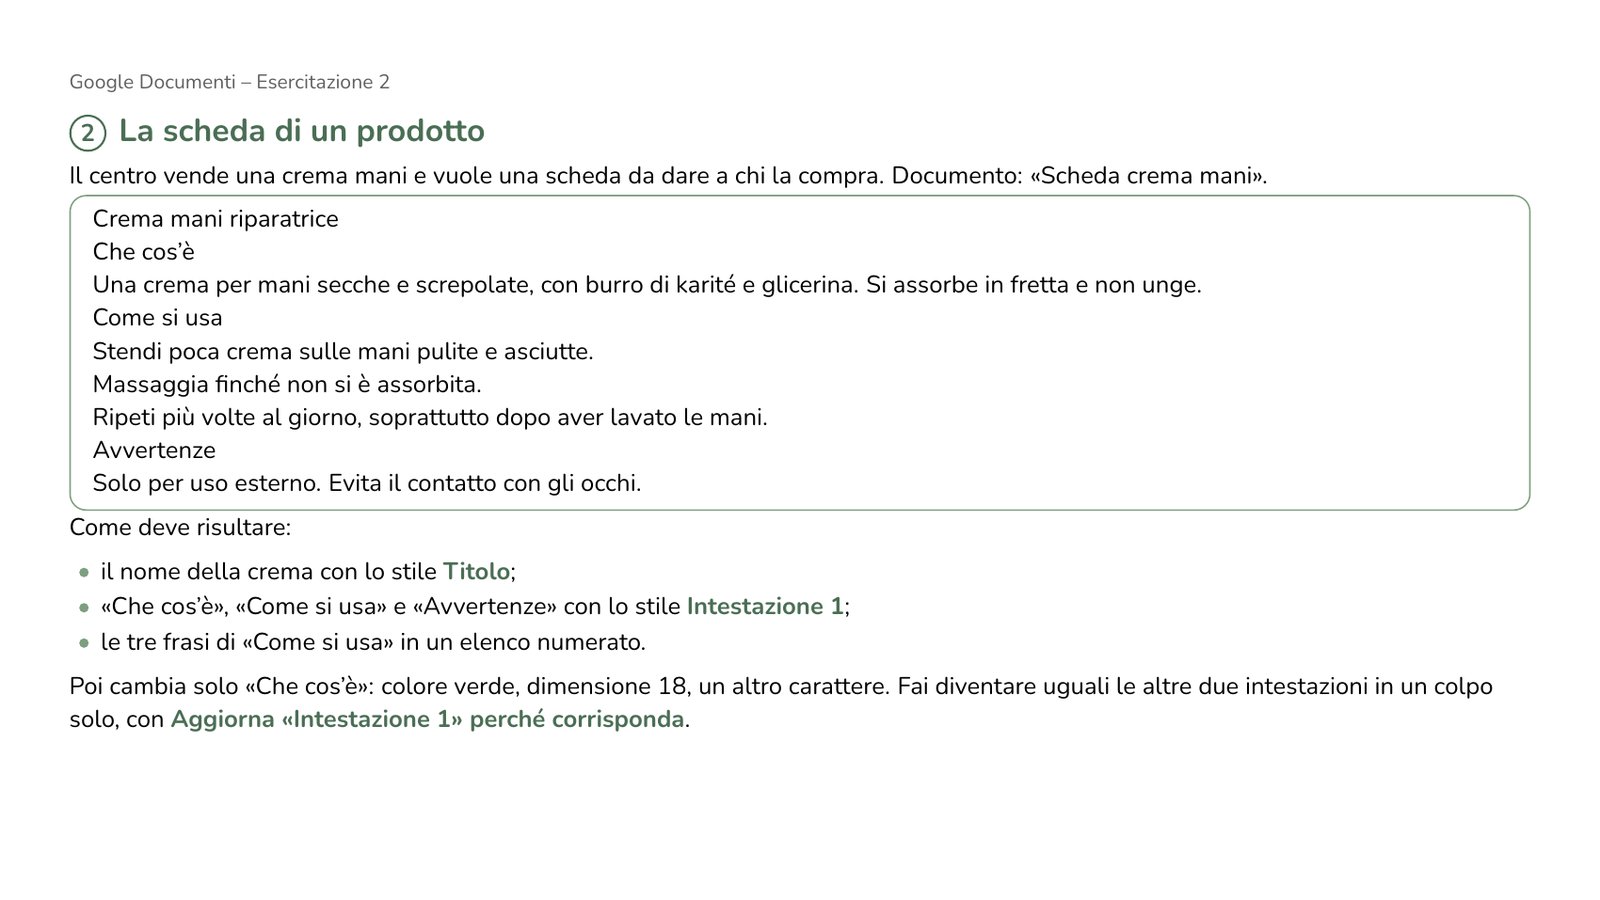 Google Documenti – Esercitazione 2
2 La scheda di un prodotto
Il centro vende una crema mani e vuole una scheda da dare a chi la compra. Documento: «Scheda crema mani».
Crema mani riparatrice
Che cos’è
Una crema per mani secche e screpolate, con burro di karité e glicerina. Si assorbe in fretta e non unge.
Come si usa
Stendi poca crema sulle mani pulite e asciutte.
Massaggia finché non si è assorbita.
Ripeti più volte al giorno, soprattutto dopo aver lavato le mani.
Avvertenze
Solo per uso esterno. Evita il contatto con gli occhi.
Come deve risultare:
• il nome della crema con lo stile Titolo;
• «Che cos’è», «Come si usa» e «Avvertenze» con lo stile Intestazione 1;
• le tre frasi di «Come si usa» in un elenco numerato.
Poi cambia solo «Che cos’è»: colore verde, dimensione 18, un altro carattere. Fai diventare uguali le altre due intestazioni in un colpo
solo, con Aggiorna «Intestazione 1» perché corrisponda.